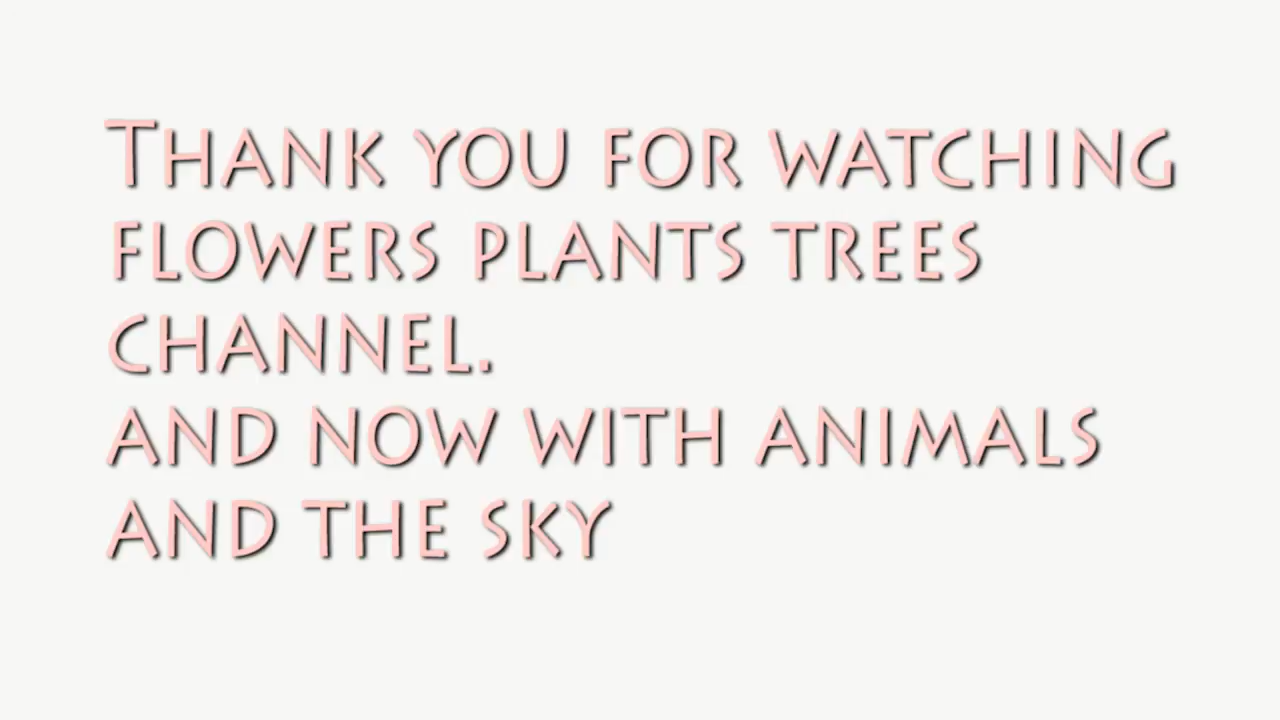 Thank you for watching
flowers plants trees
channel.
and now with animals
and the sky